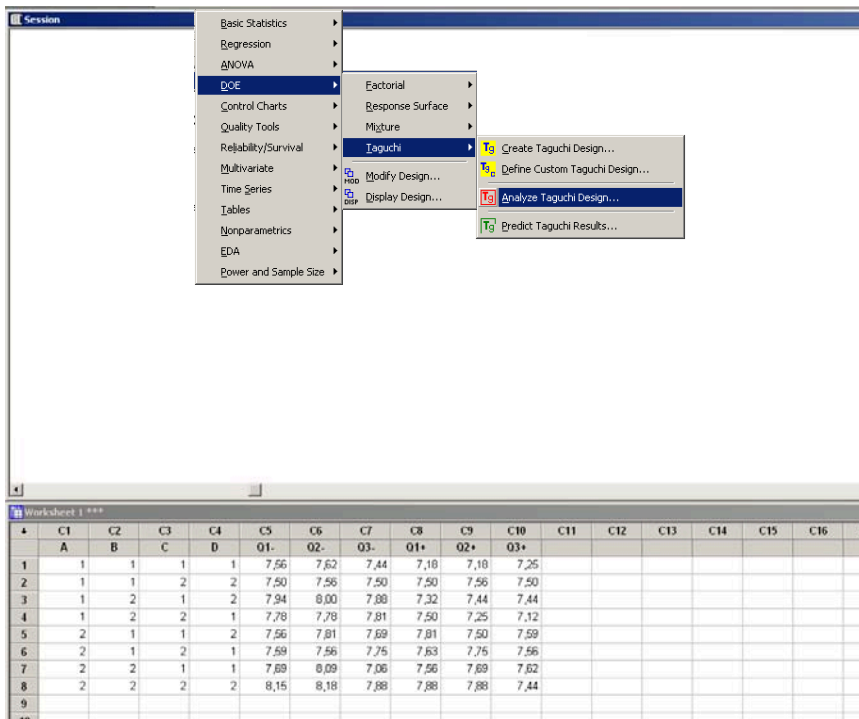 Session
Basic Statistics
Regression
ANOVA
DOE
Control Charts
Quality Tools
Reliability/Survival
Multivariate
Time Series
Tables
Nonparametrics
EDA
Power and Sample Size
Factorial
Response Surface
Mixture
Taguchi
MOD Modify Design...
DISP Display Design...
Tg Create Taguchi Design...
Tg Define Custom Taguchi Design...
Tg Analyze Taguchi Design...
Tg Predict Taguchi Results...
Worksheet 1 ***
C1 C2 C3 C4 C5 C6 C7 C8 C9 C10 C11 C12 C13 C14 C15 C16
A B C D Q1- Q2- Q3- Q1+ Q2+ Q3+
1 1 1 1 1 7,56 7,62 7,44 7,18 7,18 7,25
2 1 1 2 2 7,50 7,56 7,50 7,50 7,56 7,50
3 1 2 1 2 7,94 8,00 7,88 7,32 7,44 7,44
4 1 2 2 1 7,78 7,78 7,81 7,50 7,25 7,12
5 2 1 1 2 7,56 7,81 7,69 7,81 7,50 7,59
6 2 1 2 1 7,59 7,56 7,75 7,63 7,75 7,56
7 2 2 1 1 7,69 8,09 7,06 7,56 7,69 7,62
8 2 2 2 2 8,15 8,18 7,88 7,88 7,88 7,44
9